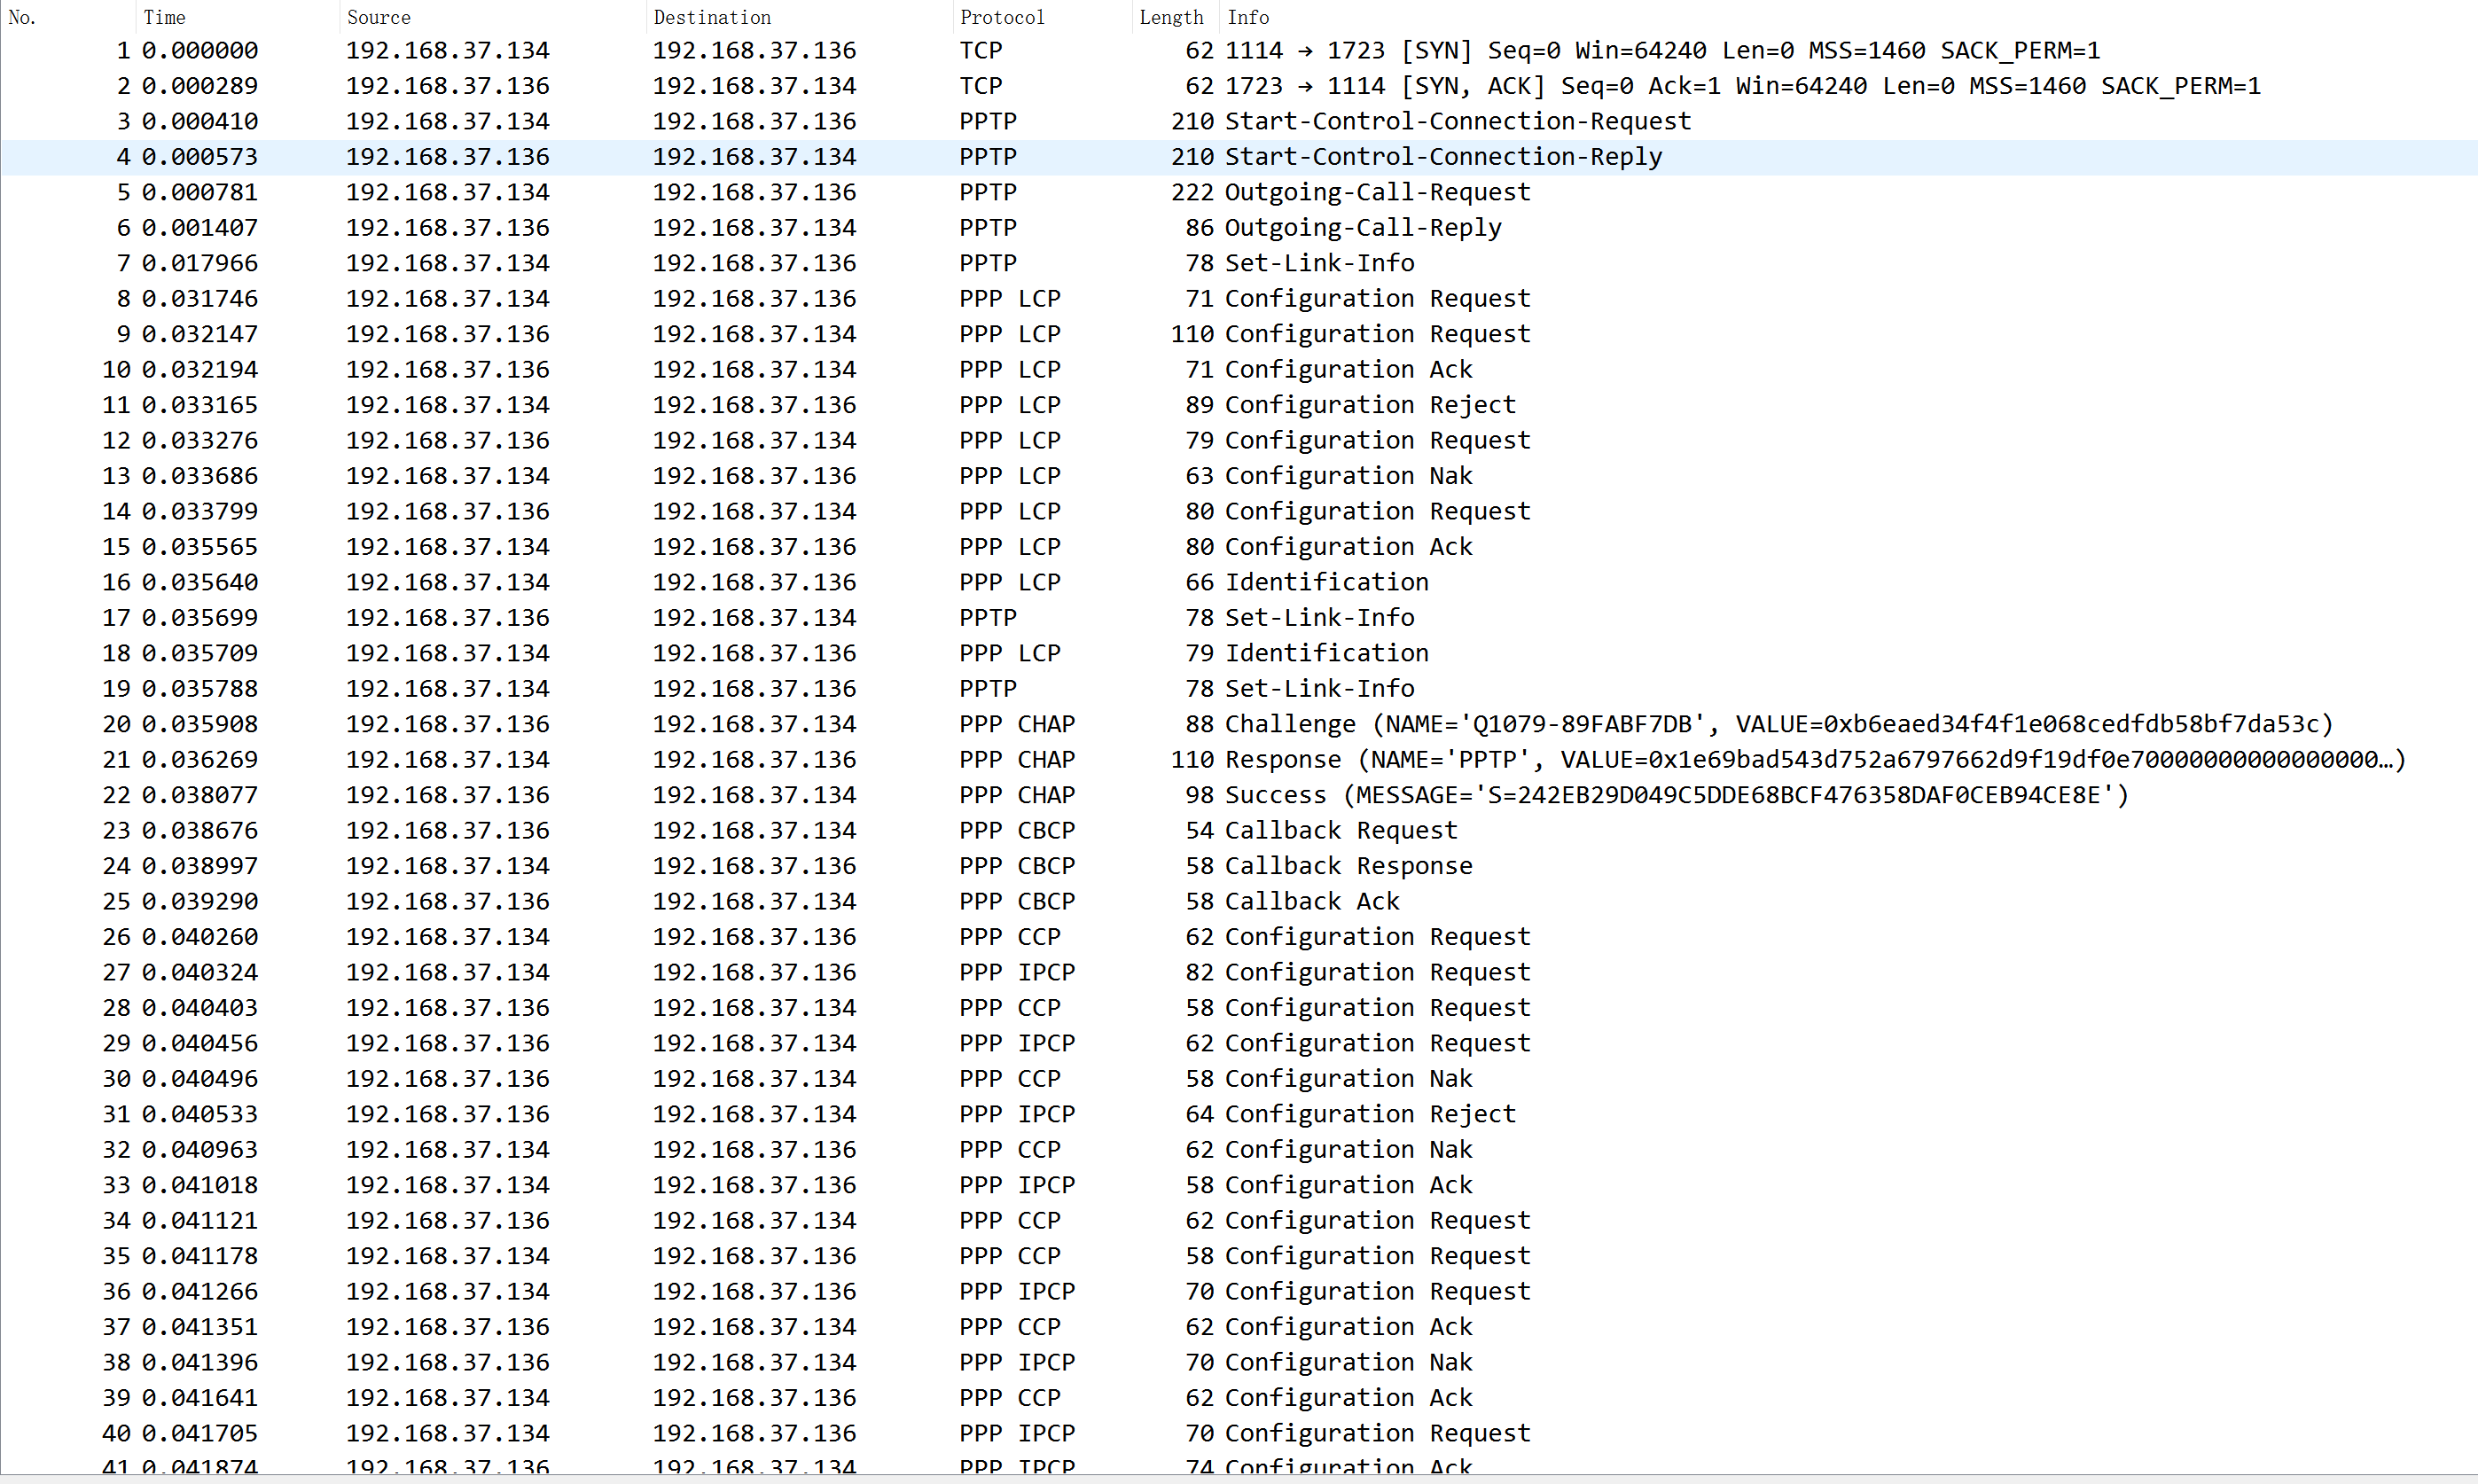 No. Time Source Destination Protocol Length Info
1 0.000000 192.168.37.134 192.168.37.136 TCP 62 1114 → 1723 [SYN] Seq=0 Win=64240 Len=0 MSS=1460 SACK_PERM=1
2 0.000289 192.168.37.136 192.168.37.134 TCP 62 1723 → 1114 [SYN, ACK] Seq=0 Ack=1 Win=64240 Len=0 MSS=1460 SACK_PERM=1
3 0.000410 192.168.37.134 192.168.37.136 PPTP 210 Start-Control-Connection-Request
4 0.000573 192.168.37.136 192.168.37.134 PPTP 210 Start-Control-Connection-Reply
5 0.000781 192.168.37.134 192.168.37.136 PPTP 222 Outgoing-Call-Request
6 0.001407 192.168.37.136 192.168.37.134 PPTP 86 Outgoing-Call-Reply
7 0.017966 192.168.37.134 192.168.37.136 PPTP 78 Set-Link-Info
8 0.031746 192.168.37.134 192.168.37.136 PPP LCP 71 Configuration Request
9 0.032147 192.168.37.136 192.168.37.134 PPP LCP 110 Configuration Request
10 0.032194 192.168.37.136 192.168.37.134 PPP LCP 71 Configuration Ack
11 0.033165 192.168.37.134 192.168.37.136 PPP LCP 89 Configuration Reject
12 0.033276 192.168.37.136 192.168.37.134 PPP LCP 79 Configuration Request
13 0.033686 192.168.37.134 192.168.37.136 PPP LCP 63 Configuration Nak
14 0.033799 192.168.37.136 192.168.37.134 PPP LCP 80 Configuration Request
15 0.035565 192.168.37.134 192.168.37.136 PPP LCP 80 Configuration Ack
16 0.035640 192.168.37.134 192.168.37.136 PPP LCP 66 Identification
17 0.035699 192.168.37.136 192.168.37.134 PPTP 78 Set-Link-Info
18 0.035709 192.168.37.134 192.168.37.136 PPP LCP 79 Identification
19 0.035788 192.168.37.134 192.168.37.136 PPTP 78 Set-Link-Info
20 0.035908 192.168.37.136 192.168.37.134 PPP CHAP 88 Challenge (NAME='Q1079-89FABF7DB', VALUE=0xb6eaed34f4f1e068cedfdb58bf7da53c)
21 0.036269 192.168.37.134 192.168.37.136 PPP CHAP 110 Response (NAME='PPTP', VALUE=0x1e69bad543d752a6797662d9f19df0e70000000000000000…)
22 0.038077 192.168.37.136 192.168.37.134 PPP CHAP 98 Success (MESSAGE='S=242EB29D049C5DDE68BCF476358DAF0CEB94CE8E')
23 0.038676 192.168.37.136 192.168.37.134 PPP CBCP 54 Callback Request
24 0.038997 192.168.37.134 192.168.37.136 PPP CBCP 58 Callback Response
25 0.039290 192.168.37.136 192.168.37.134 PPP CBCP 58 Callback Ack
26 0.040260 192.168.37.134 192.168.37.136 PPP CCP 62 Configuration Request
27 0.040324 192.168.37.134 192.168.37.136 PPP IPCP 82 Configuration Request
28 0.040403 192.168.37.136 192.168.37.134 PPP CCP 58 Configuration Request
29 0.040456 192.168.37.136 192.168.37.134 PPP IPCP 62 Configuration Request
30 0.040496 192.168.37.136 192.168.37.134 PPP CCP 58 Configuration Nak
31 0.040533 192.168.37.136 192.168.37.134 PPP IPCP 64 Configuration Reject
32 0.040963 192.168.37.134 192.168.37.136 PPP CCP 62 Configuration Nak
33 0.041018 192.168.37.134 192.168.37.136 PPP IPCP 58 Configuration Ack
34 0.041121 192.168.37.136 192.168.37.134 PPP CCP 62 Configuration Request
35 0.041178 192.168.37.134 192.168.37.136 PPP CCP 58 Configuration Request
36 0.041266 192.168.37.134 192.168.37.136 PPP IPCP 70 Configuration Request
37 0.041351 192.168.37.136 192.168.37.134 PPP CCP 62 Configuration Ack
38 0.041396 192.168.37.136 192.168.37.134 PPP IPCP 70 Configuration Nak
39 0.041641 192.168.37.134 192.168.37.136 PPP CCP 62 Configuration Ack
40 0.041705 192.168.37.134 192.168.37.136 PPP IPCP 70 Configuration Request
41 0.041874 192.168.37.136 192.168.37.134 PPP IPCP 74 Configuration Ack